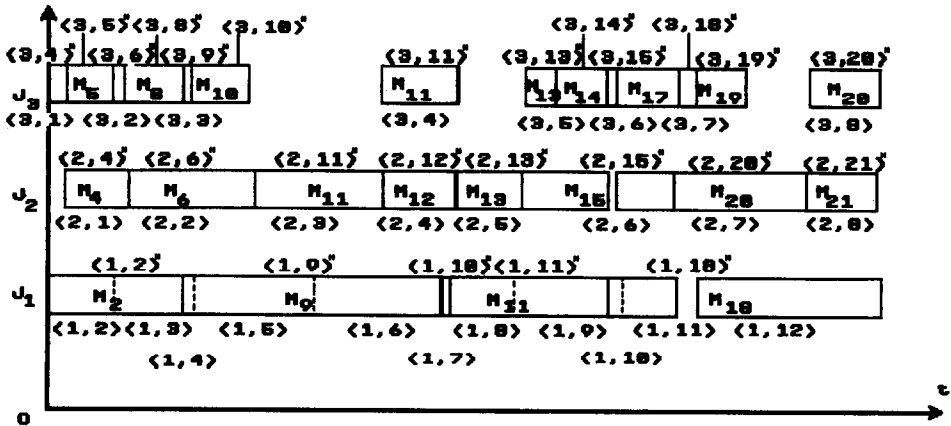 <3,5>" <3,8>" <3,10>" <3,14>" <3,18>"
<3,4>" <3,6>" <3,9>" <3,11>" <3,13>" <3,15>" <3,19>" <3,20>"
J3 M5 M8 M10 M11 M13 M14 M17 M19 M20
<3,1> <3,2> <3,3> <3,4> <3,5> <3,6> <3,7> <3,8>
<2,4>" <2,6>" <2,11>" <2,12>" <2,13>" <2,15>" <2,20>" <2,21>"
J2 M4 M6 M11 M12 M13 M15 M20 M21
<2,1> <2,2> <2,3> <2,4> <2,5> <2,6> <2,7> <2,8>
<1,2>" <1,9>" <1,10>" <1,11>" <1,18>"
J1 M2 M9 M11 M18
<1,2> <1,3> <1,5> <1,6> <1,8> <1,9> <1,11> <1,12>
<1,4> <1,7> <1,10>
0 t